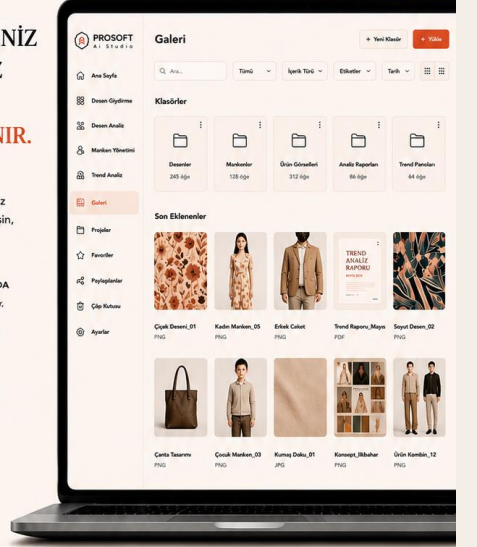 NİZ
Z
NIR.
z
şin,
DA
r.
PROSOFT
Ai Studio
Ana Sayfa
Desen Giydirme
Desen Analiz
Manken Yönetimi
Trend Analiz
Galeri
Projeler
Favoriler
Paylaşılanlar
Çöp Kutusu
Ayarlar
Galeri
+ Yeni Klasör
+ Yükle
Ara...
Tümü
İçerik Türü
Etiketler
Tarih
Klasörler
Desenler
245 öğe
Mankenler
128 öğe
Ürün Görselleri
312 öğe
Analiz Raporları
86 öğe
Trend Panoları
64 öğe
Son Eklenenler
TREND
ANALİZ
RAPORU
Çiçek Deseni_01
PNG
Kadın Manken_05
PNG
Erkek Ceket
PNG
Trend Raporu_Mayıs
PDF
Soyut Desen_02
PNG
Çanta Tasarımı
PNG
Çocuk Manken_03
PNG
Kumaş Doku_01
JPG
Konsept_İlkbahar
PNG
Ürün Kombin_12
PNG